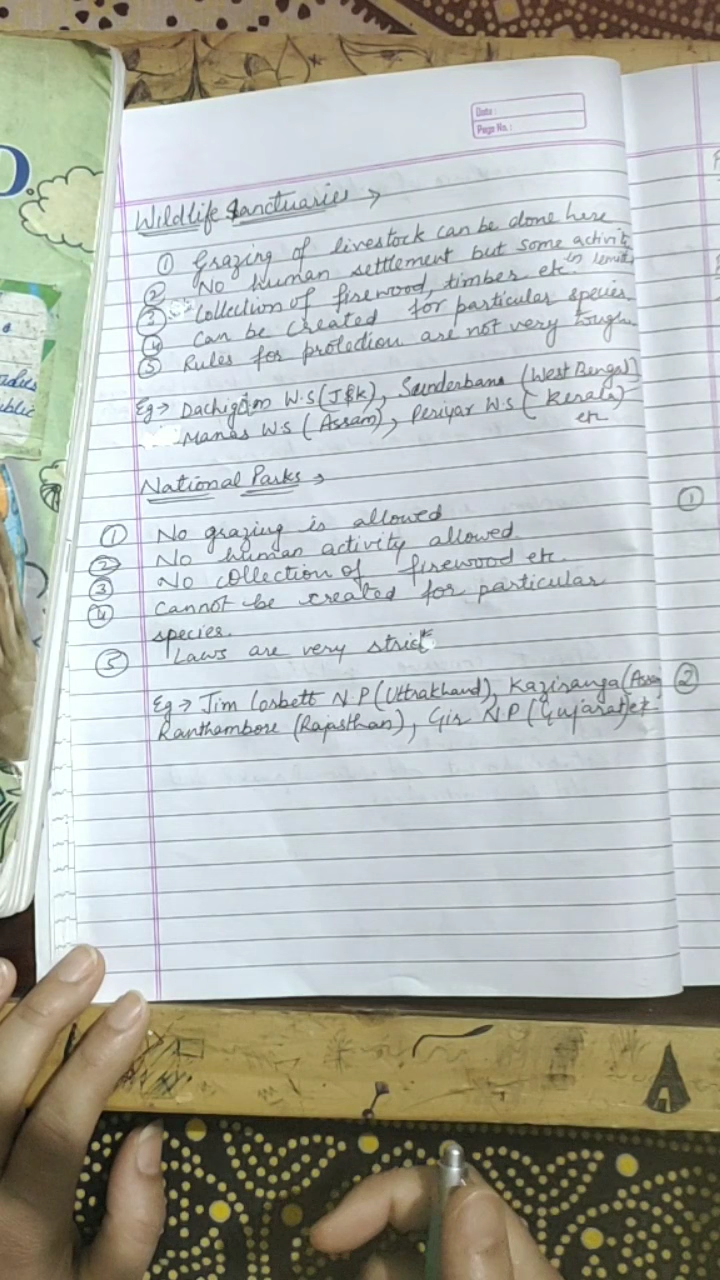 D.
Date :
Page No. :
Wildlife Sanctuaries →
① Grazing of livestock can be done here
② No human settlement but some activity
in limits
③ Collection of firewood, timber etc.
④ Can be created for particular species
⑤ Rules for protection are not very tough.
Eg → Dachigam W.S (J&K), Sunderbans (West Bengal)
Manas W.S (Assam), Periyar W.S (Kerala)
etc
National Parks →
① No grazing is allowed
② No human activity allowed.
③ No collection of firewood etc.
④ Cannot be created for particular
species.
⑤ Laws are very strict
Eg → Jim Corbett N.P (Uttrakhand), Kaziranga (Assam
Ranthambore (Rajasthan), Gir N.P (Gujarat) etc.
①
②